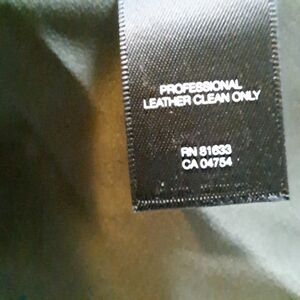 PROFESSIONAL
LEATHER CLEAN ONLY
RN 81633
CA 04754